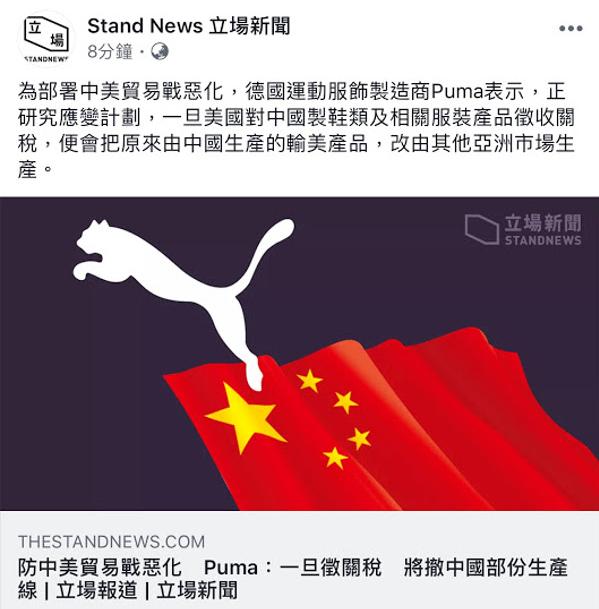 立場
STANDNEWS
Stand News 立場新聞
8分鐘·
為部署中美貿易戰惡化，德國運動服飾製造商Puma表示，正
研究應變計劃，一旦美國對中國製鞋類及相關服裝產品徵收關
稅，便會把原來由中國生產的輸美產品，改由其他亞洲市場生
產。
立場新聞
STANDNEWS
THESTANDNEWS.COM
防中美貿易戰惡化　Puma：一旦徵關稅　將撤中國部份生產
線 | 立場報道 | 立場新聞